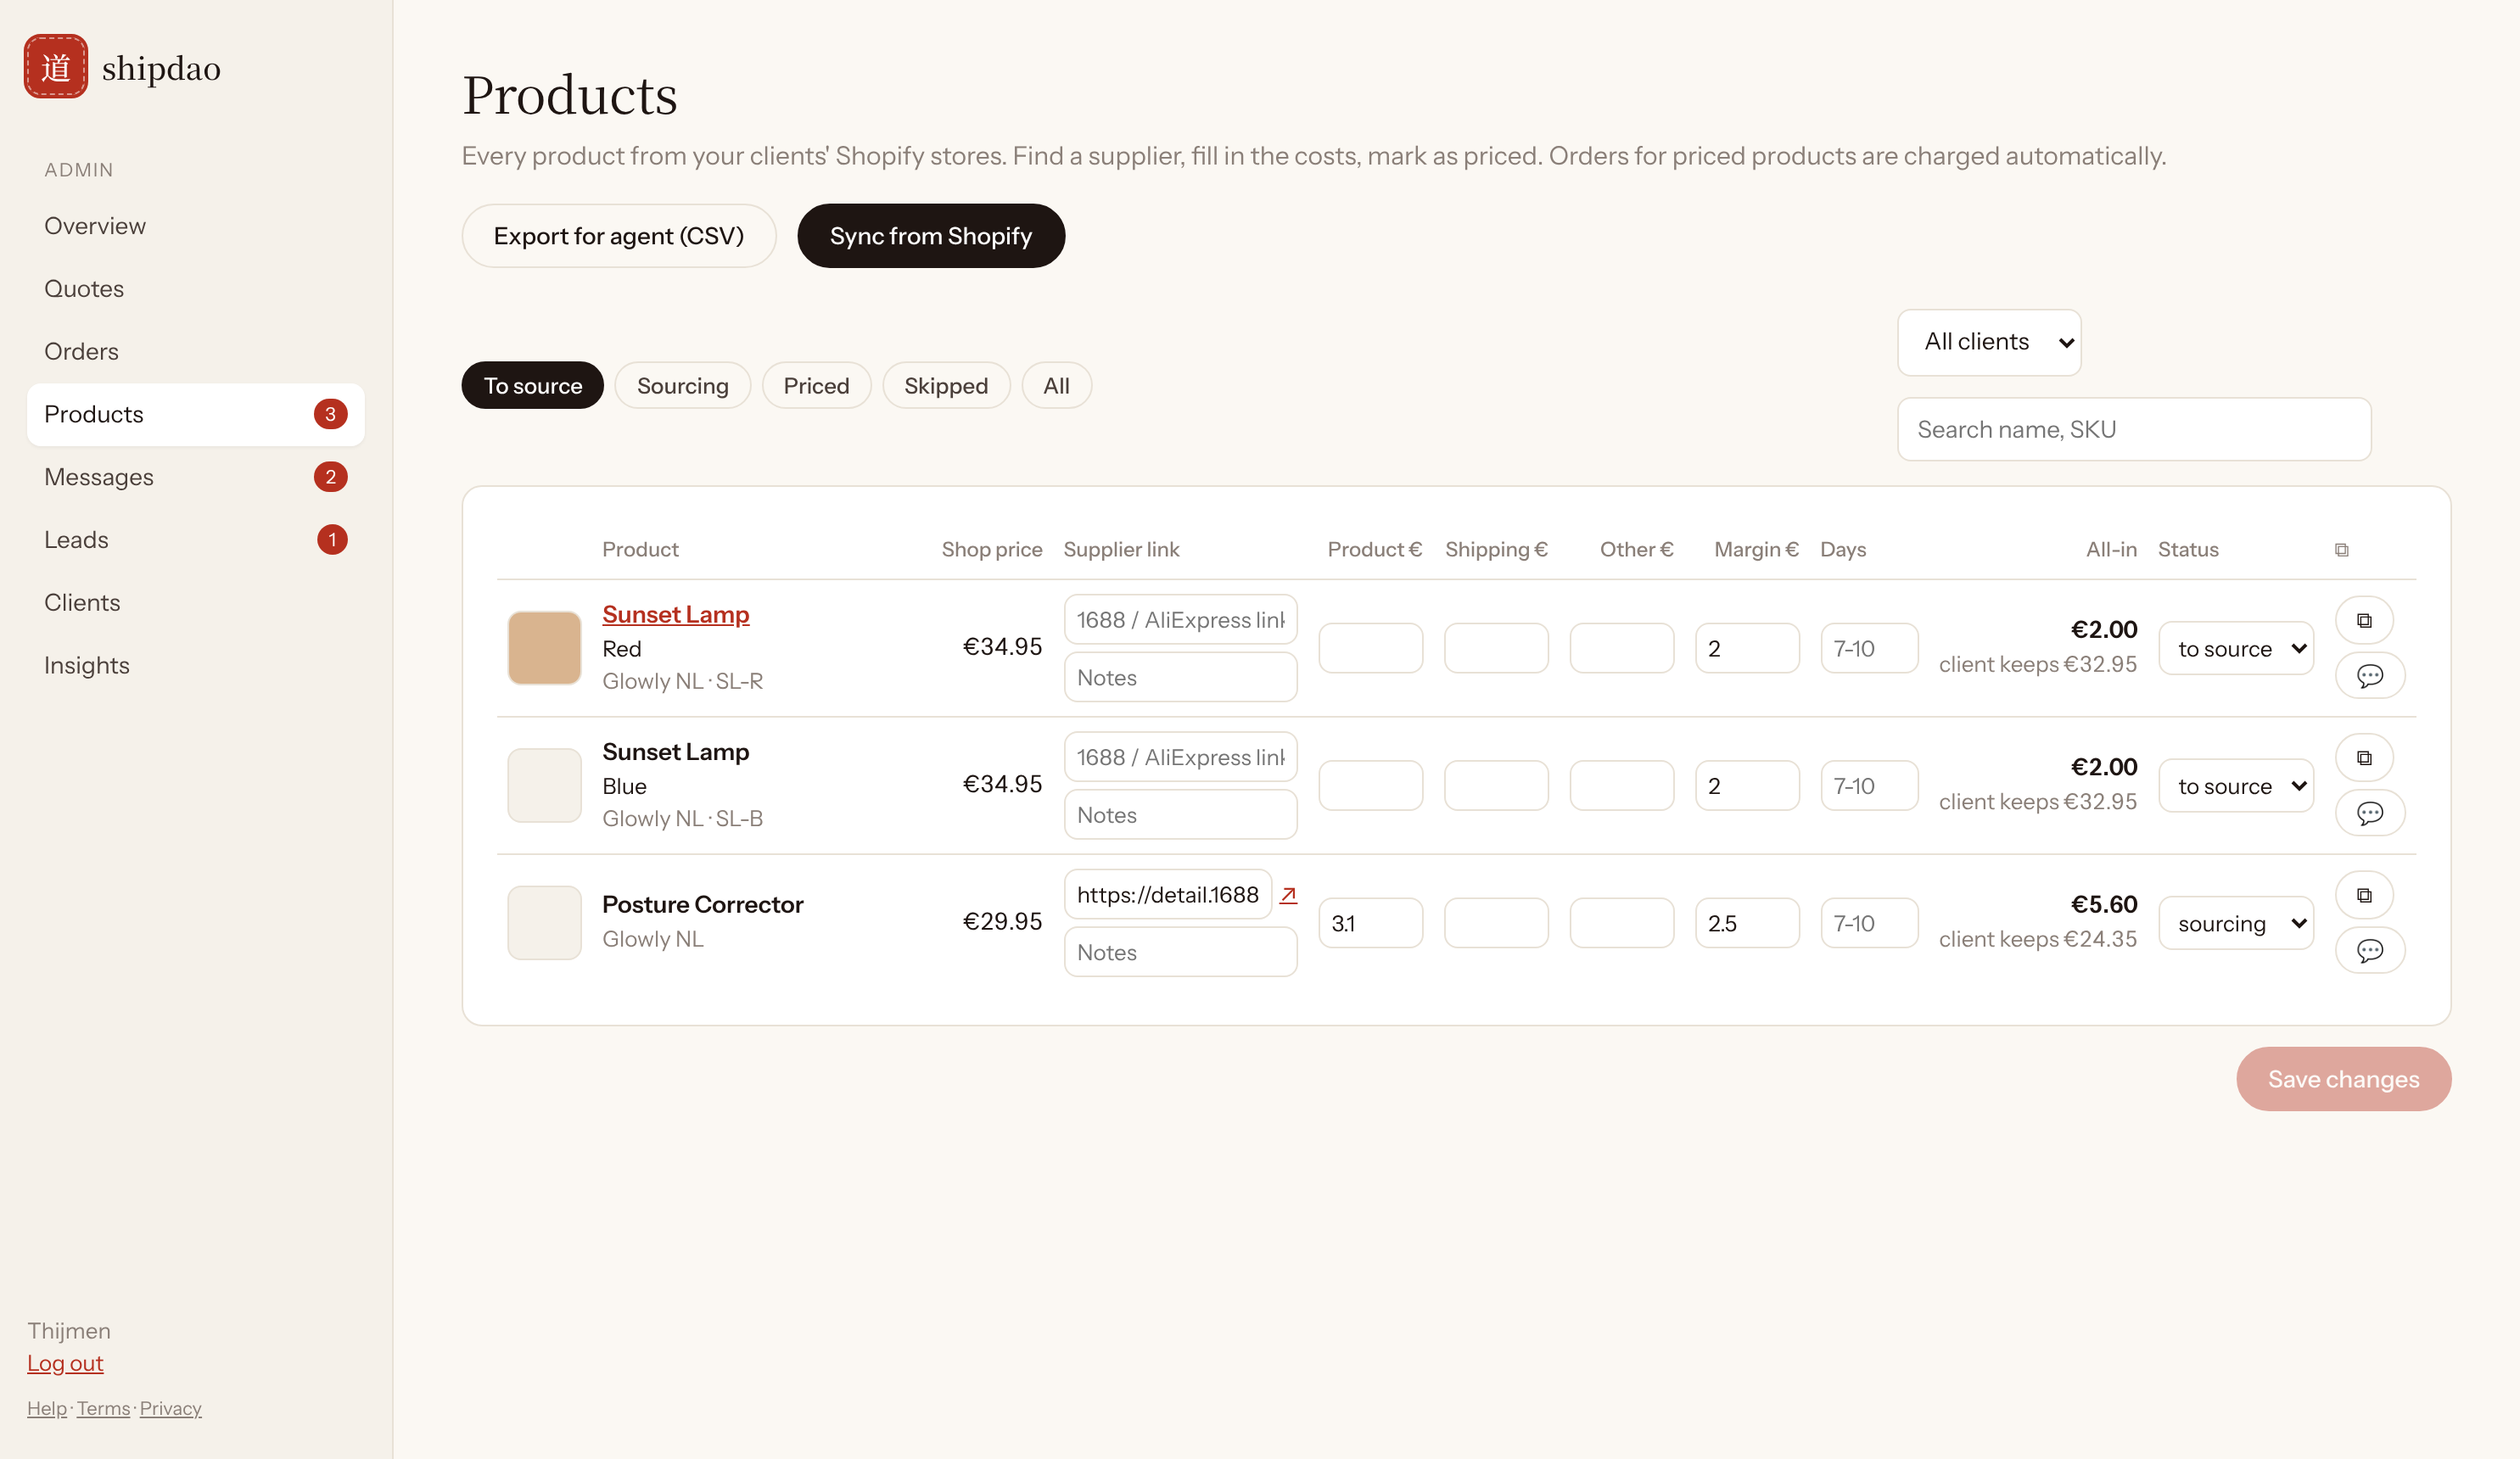 道 shipdao
ADMIN
Overview
Quotes
Orders
Products 3
Messages 2
Leads 1
Clients
Insights
Thijmen
Log out
Help · Terms · Privacy
Products
Every product from your clients' Shopify stores. Find a supplier, fill in the costs, mark as priced. Orders for priced products are charged automatically.
Export for agent (CSV) Sync from Shopify
All clients
To source Sourcing Priced Skipped All
Search name, SKU
Product Shop price Supplier link Product € Shipping € Other € Margin € Days All-in Status
Sunset Lamp
Red
Glowly NL · SL-R
€34.95
1688 / AliExpress link
Notes
2
7-10
€2.00
client keeps €32.95
to source
Sunset Lamp
Blue
Glowly NL · SL-B
€34.95
1688 / AliExpress link
Notes
2
7-10
€2.00
client keeps €32.95
to source
Posture Corrector
Glowly NL
€29.95
https://detail.1688
Notes
3.1
2.5
7-10
€5.60
client keeps €24.35
sourcing
Save changes